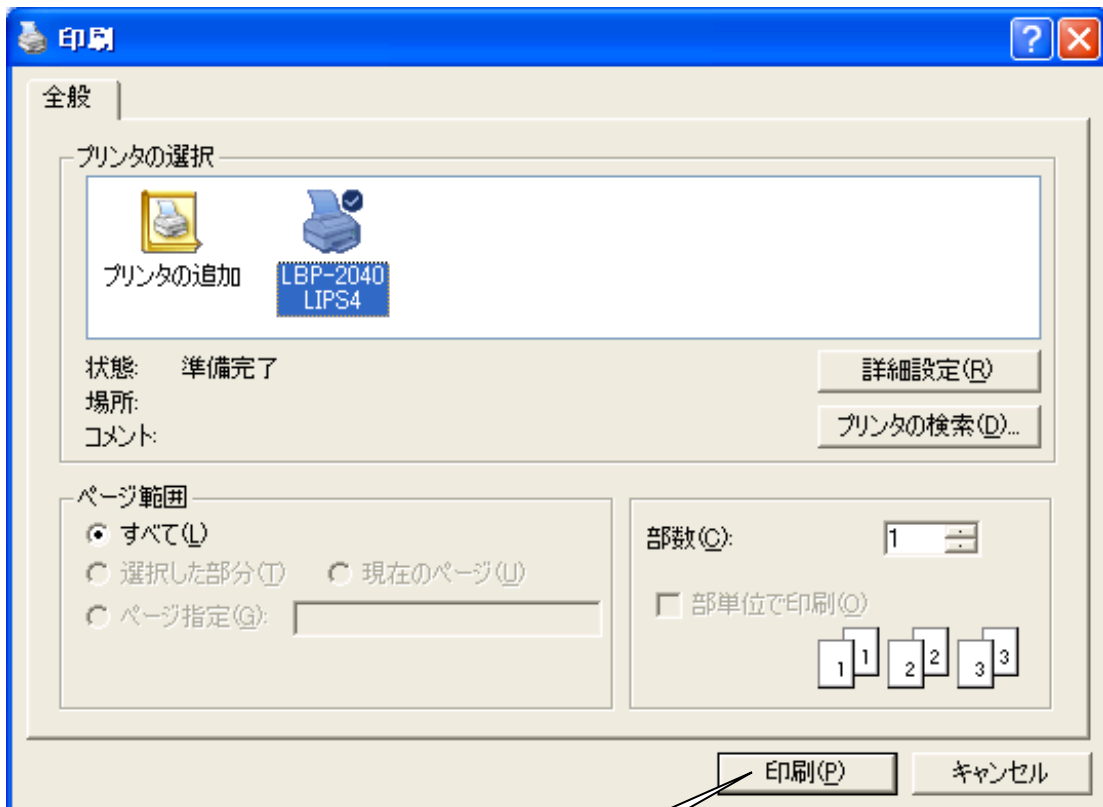 印刷
全般
プリンタの選択
プリンタの追加
LBP-2040
LIPS4
状態: 準備完了
詳細設定(R)
場所:
プリンタの検索(D)...
コメント:
ページ範囲
すべて(L)
選択した部分(T) 現在のページ(U)
ページ指定(G):
部数(C): 1
部単位で印刷(O)
1 1 2 2 3 3
印刷(P) キャンセル